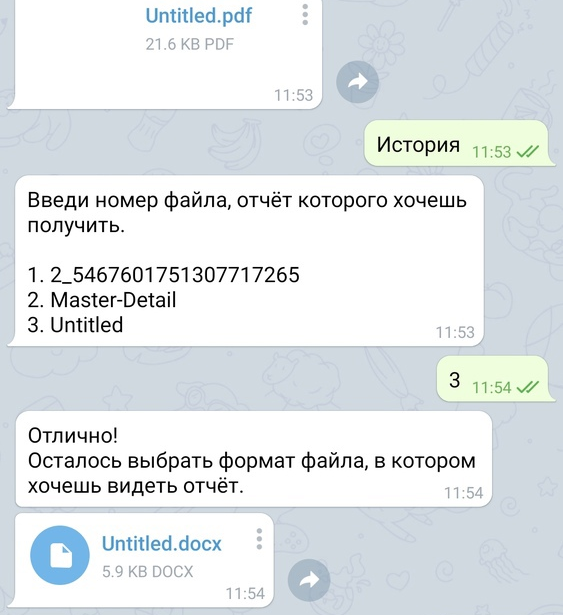 Untitled.pdf
21.6 KB PDF
11:53
История 11:53
Введи номер файла, отчёт которого хочешь
получить.
1. 2_5467601751307717265
2. Master-Detail
3. Untitled
11:53
3 11:54
Отлично!
Осталось выбрать формат файла, в котором
хочешь видеть отчёт.
11:54
Untitled.docx
5.9 KB DOCX
11:54